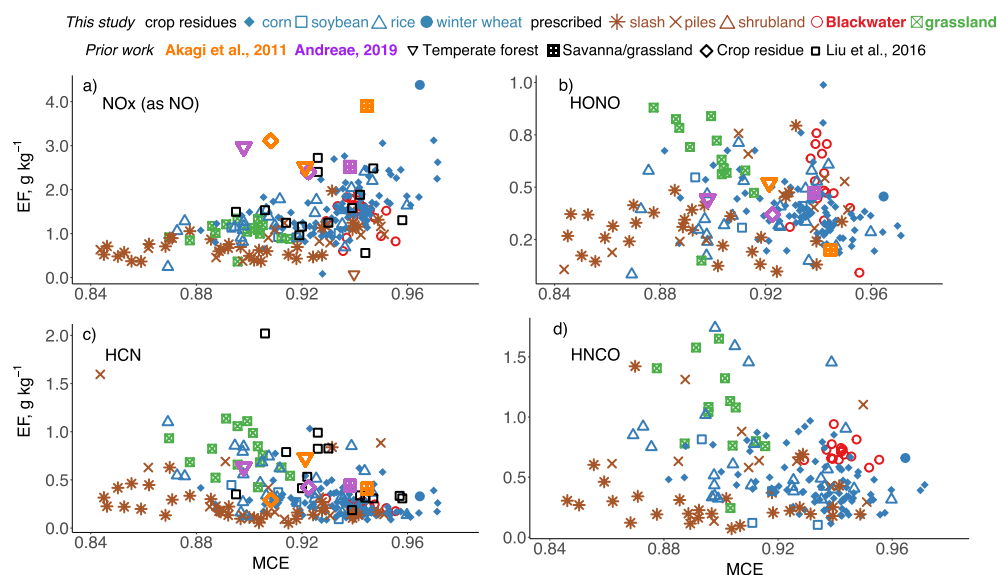 This study crop residues corn soybean rice winter wheat prescribed slash piles shrubland Blackwater grassland
Prior work Akagi et al., 2011 Andreae, 2019 Temperate forest Savanna/grassland Crop residue Liu et al., 2016
a)
NOx (as NO)
EF, g kg⁻¹
4.0
3.0
2.0
1.0
0.0
0.84 0.88 0.92 0.96
b)
HONO
1.0
0.8
0.5
0.2
0.84 0.88 0.92 0.96
c)
HCN
EF, g kg⁻¹
2.0
1.5
1.0
0.5
0.0
0.84 0.88 0.92 0.96
MCE
d)
HNCO
1.5
1.0
0.5
0.0
0.84 0.88 0.92 0.96
MCE